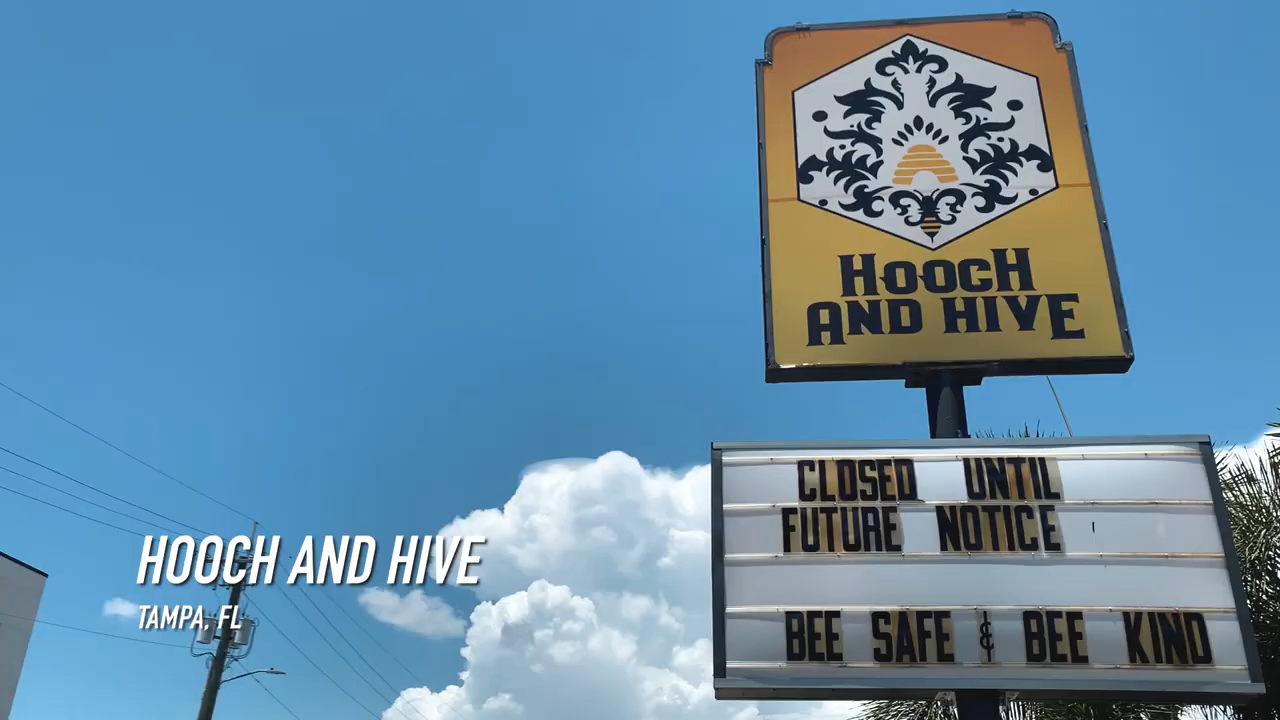 HOOCH
AND HIVE
CLOSED UNTIL
FUTURE NOTICE
BEE SAFE & BEE KIND
HOOCH AND HIVE
TAMPA, FL